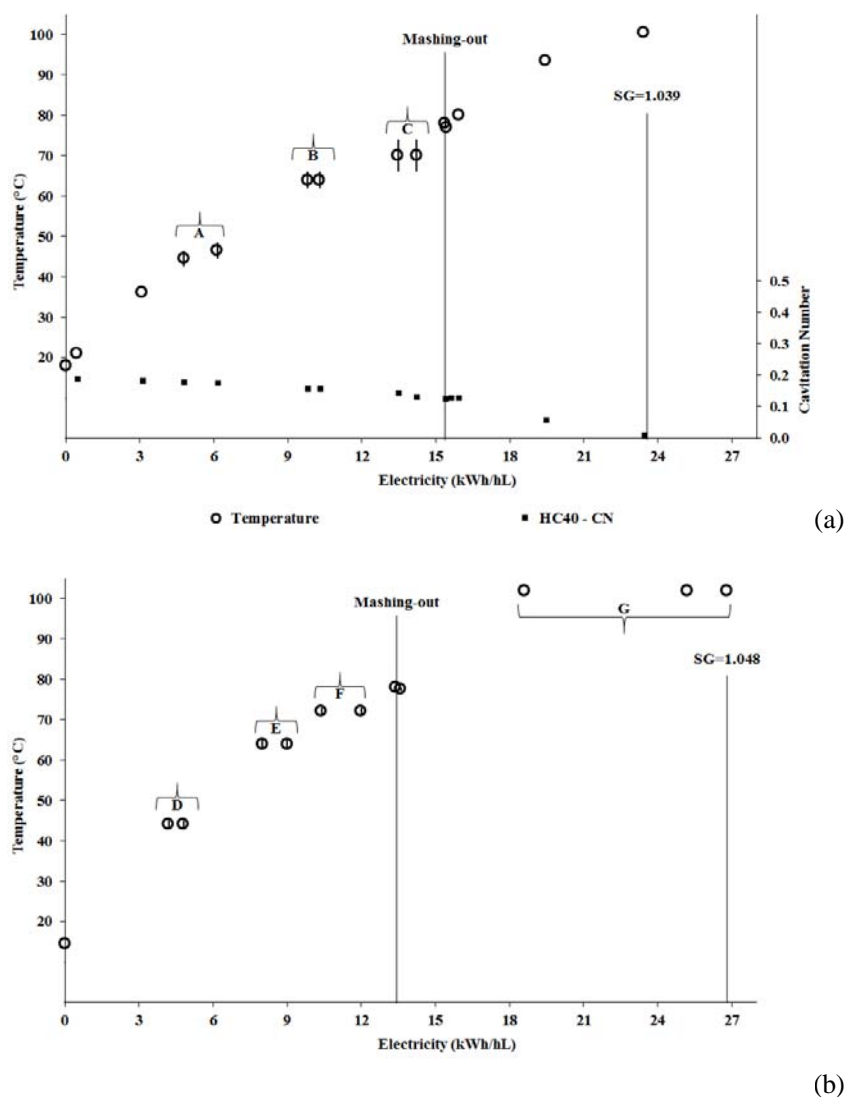 Mashing-out
SG=1.039
A
B
C
100
90
80
70
60
50
40
30
20
Temperature (°C)
0.5
0.4
0.3
0.2
0.1
0.0
Cavitation Number
0 3 6 9 12 15 18 21 24 27
Electricity (kWh/hL)
Temperature HC40 - CN
(a)
Mashing-out
SG=1.048
D
E
F
G
100
90
80
70
60
50
40
30
20
Temperature (°C)
0 3 6 9 12 15 18 21 24 27
Electricity (kWh/hL)
(b)